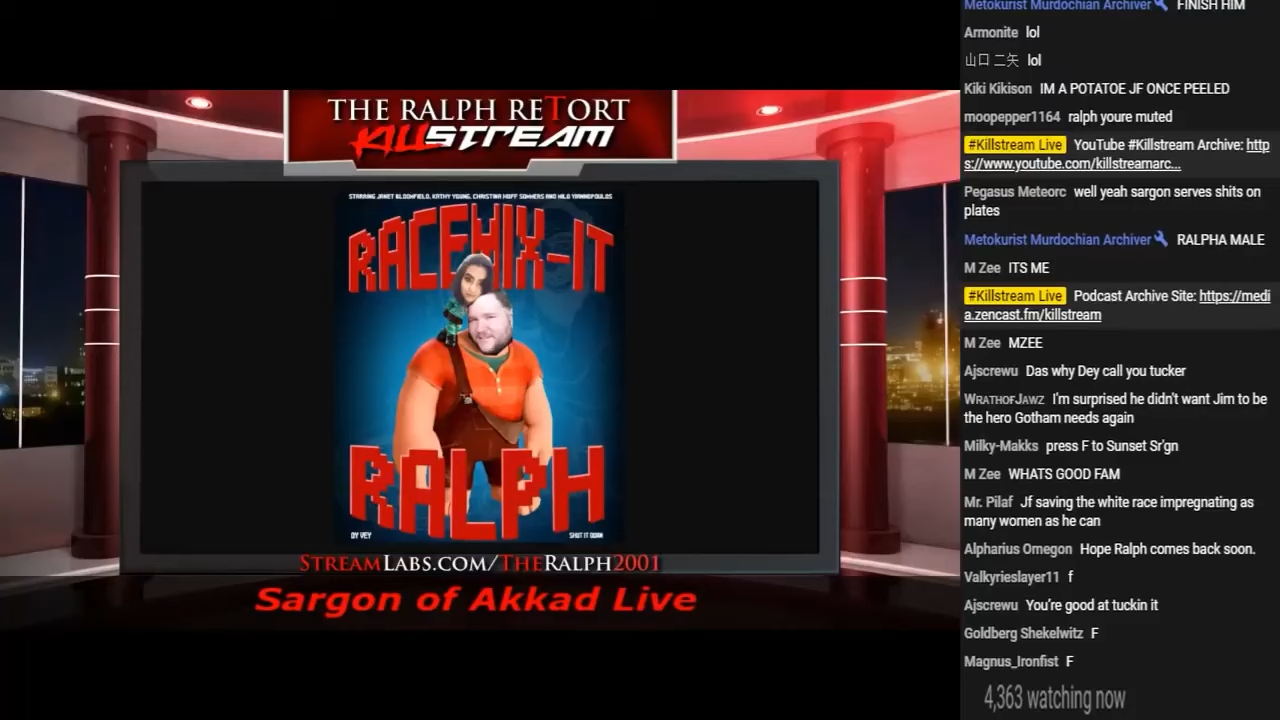 THE RALPH RETORT
KILLSTREAM
STARRING JANET BLOOMFIELD, KATHY YOUNG, CHRISTINA HOFF SOMMERS AND MILO YIANNOPOULOS
RACEMIX-IT
RALPH
OY VEY
SHUT IT DOWN
STREAMLABS.COM/THERALPH2001
Sargon of Akkad Live
Metokurist Murdochian Archiver FINISH HIM
Armonite lol
山口 二矢 lol
Kiki Kikison IM A POTATOE JF ONCE PEELED
moopepper1164 ralph youre muted
#Killstream Live YouTube #Killstream Archive: http
s://www.youtube.com/killstreamarc...
Pegasus Meteorc well yeah sargon serves shits on
plates
Metokurist Murdochian Archiver RALPHA MALE
M Zee ITS ME
#Killstream Live Podcast Archive Site: https://medi
a.zencast.fm/killstream
M Zee MZEE
Ajscrewu Das why Dey call you tucker
WRATHOFJAWZ I'm surprised he didn't want Jim to be
the hero Gotham needs again
Milky-Makks press F to Sunset Sr'gn
M Zee WHATS GOOD FAM
Mr. Pilaf Jf saving the white race impregnating as
many women as he can
Alpharius Omegon Hope Ralph comes back soon.
Valkyrieslayer11 f
Ajscrewu You're good at tuckin it
Goldberg Shekelwitz F
Magnus_Ironfist F
4,363 watching now